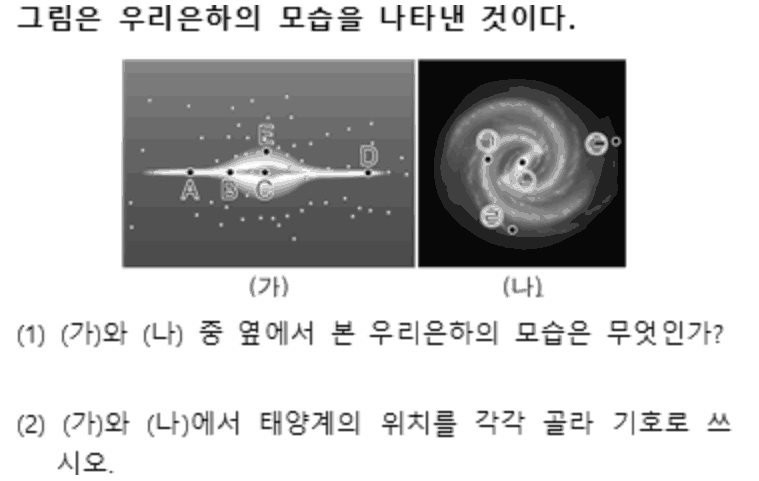 그림은 우리은하의 모습을 나타낸 것이다.
E
D
A B C
㉠
㉢
㉡
㉣
(가) (나)
(1) (가)와 (나) 중 옆에서 본 우리은하의 모습은 무엇인가?
(2) (가)와 (나)에서 태양계의 위치를 각각 골라 기호로 쓰
시오.